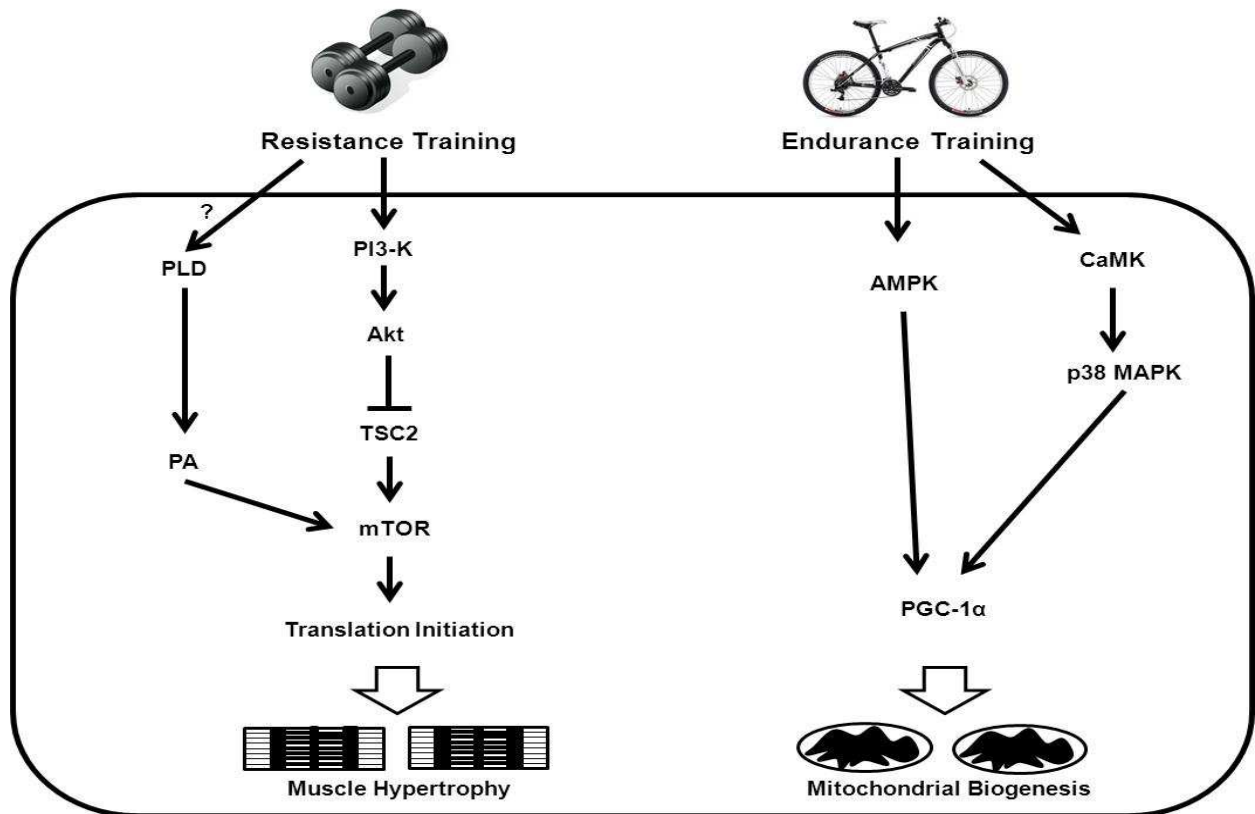 Resistance Training
Endurance Training
?
PLD
PI3-K
Akt
TSC2
PA
mTOR
Translation Initiation
Muscle Hypertrophy
AMPK
CaMK
p38 MAPK
PGC-1α
Mitochondrial Biogenesis